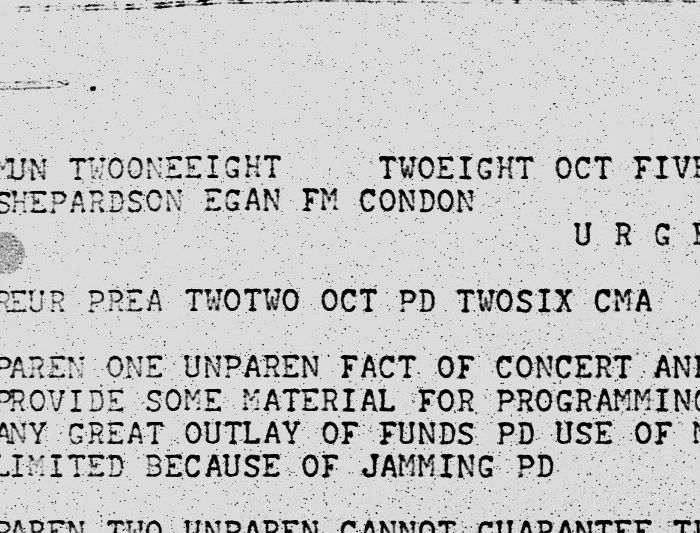 MUN TWOONEEIGHT TWOEIGHT OCT FIVE
SHEPARDSON EGAN FM CONDON
U R G
REUR PREA TWOTWO OCT PD TWOSIX CMA
PAREN ONE UNPAREN FACT OF CONCERT AND
PROVIDE SOME MATERIAL FOR PROGRAMMING
ANY GREAT OUTLAY OF FUNDS PD USE OF
LIMITED BECAUSE OF JAMMING PD
PAREN TWO UNPAREN CANNOT GUARANTEE